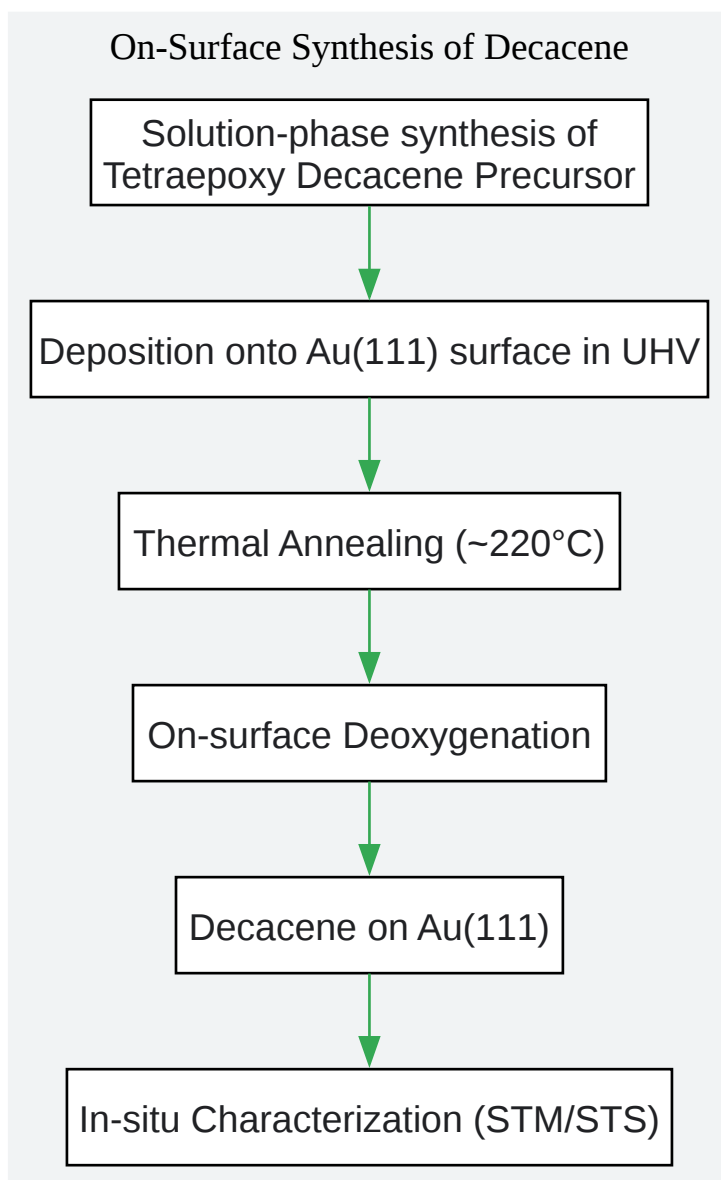 On-Surface Synthesis of Decacene
Solution-phase synthesis of
Tetraepoxy Decacene Precursor
Deposition onto Au(111) surface in UHV
Thermal Annealing (~220°C)
On-surface Deoxygenation
Decacene on Au(111)
In-situ Characterization (STM/STS)